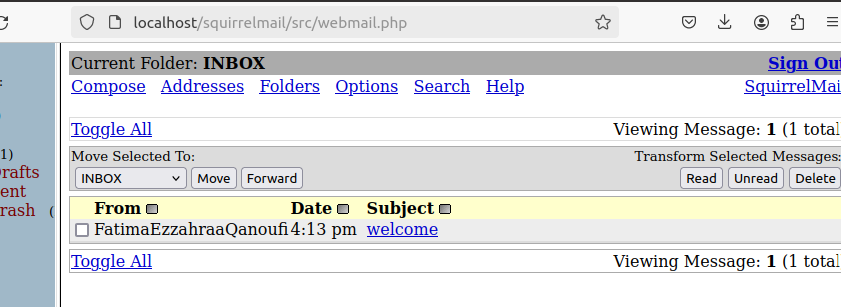 localhost/squirrelmail/src/webmail.php
Current Folder: INBOX Sign Out
Compose Addresses Folders Options Search Help SquirrelMai
Toggle All Viewing Message: 1 (1 total
Move Selected To: Transform Selected Messages:
INBOX Move Forward Read Unread Delete
From Date Subject
FatimaEzzahraaQanoufi 4:13 pm welcome
Toggle All Viewing Message: 1 (1 total
:
)
1)
rafts
ent
rash (